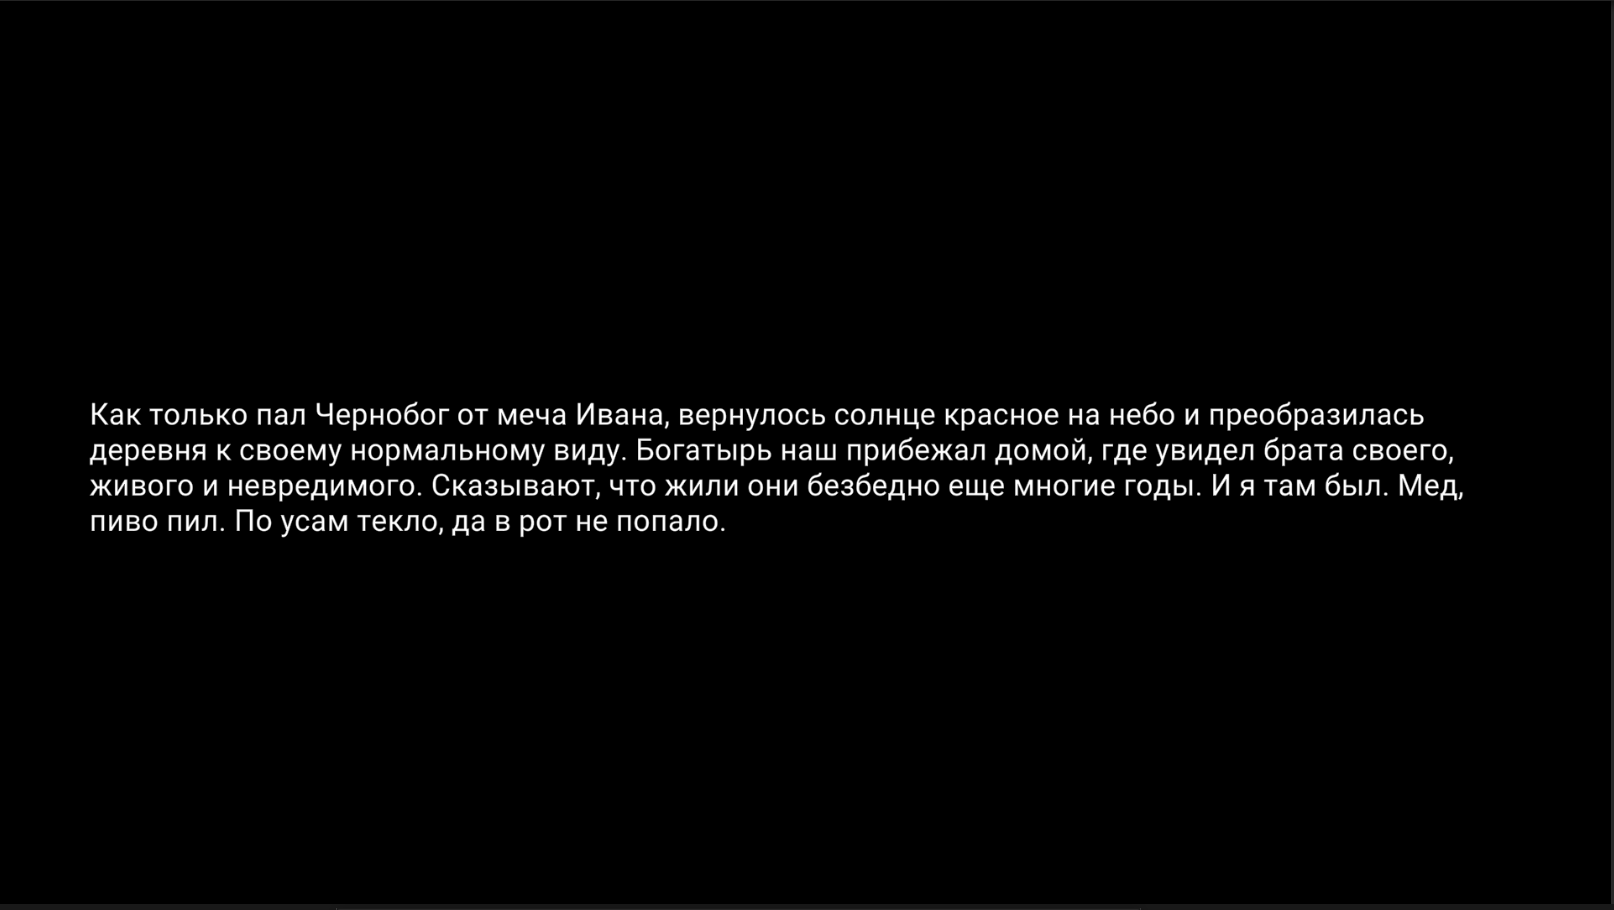 Как только пал Чернобог от меча Ивана, вернулось солнце красное на небо и преобразилась
деревня к своему нормальному виду. Богатырь наш прибежал домой, где увидел брата своего,
живого и невредимого. Сказывают, что жили они безбедно еще многие годы. И я там был. Мед,
пиво пил. По усам текло, да в рот не попало.